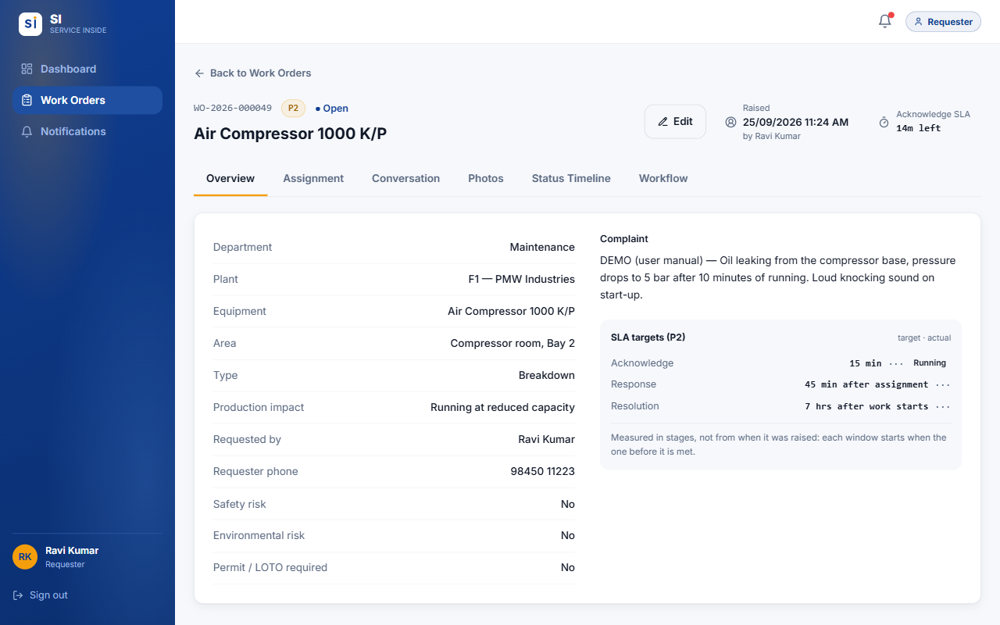 si
SI
SERVICE INSIDE
Dashboard
Work Orders
Notifications
RK
Ravi Kumar
Requester
Sign out
Requester
Back to Work Orders
WO-2026-000049 P2 Open
Air Compressor 1000 K/P
Edit
Raised
25/09/2026 11:24 AM
by Ravi Kumar
Acknowledge SLA
14m left
Overview Assignment Conversation Photos Status Timeline Workflow
Department Maintenance
Plant F1 — PMW Industries
Equipment Air Compressor 1000 K/P
Area Compressor room, Bay 2
Type Breakdown
Production impact Running at reduced capacity
Requested by Ravi Kumar
Requester phone 98450 11223
Safety risk No
Environmental risk No
Permit / LOTO required No
Complaint
DEMO (user manual) — Oil leaking from the compressor base, pressure
drops to 5 bar after 10 minutes of running. Loud knocking sound on
start-up.
SLA targets (P2) target · actual
Acknowledge 15 min ··· Running
Response 45 min after assignment ···
Resolution 7 hrs after work starts ···
Measured in stages, not from when it was raised: each window starts when the
one before it is met.